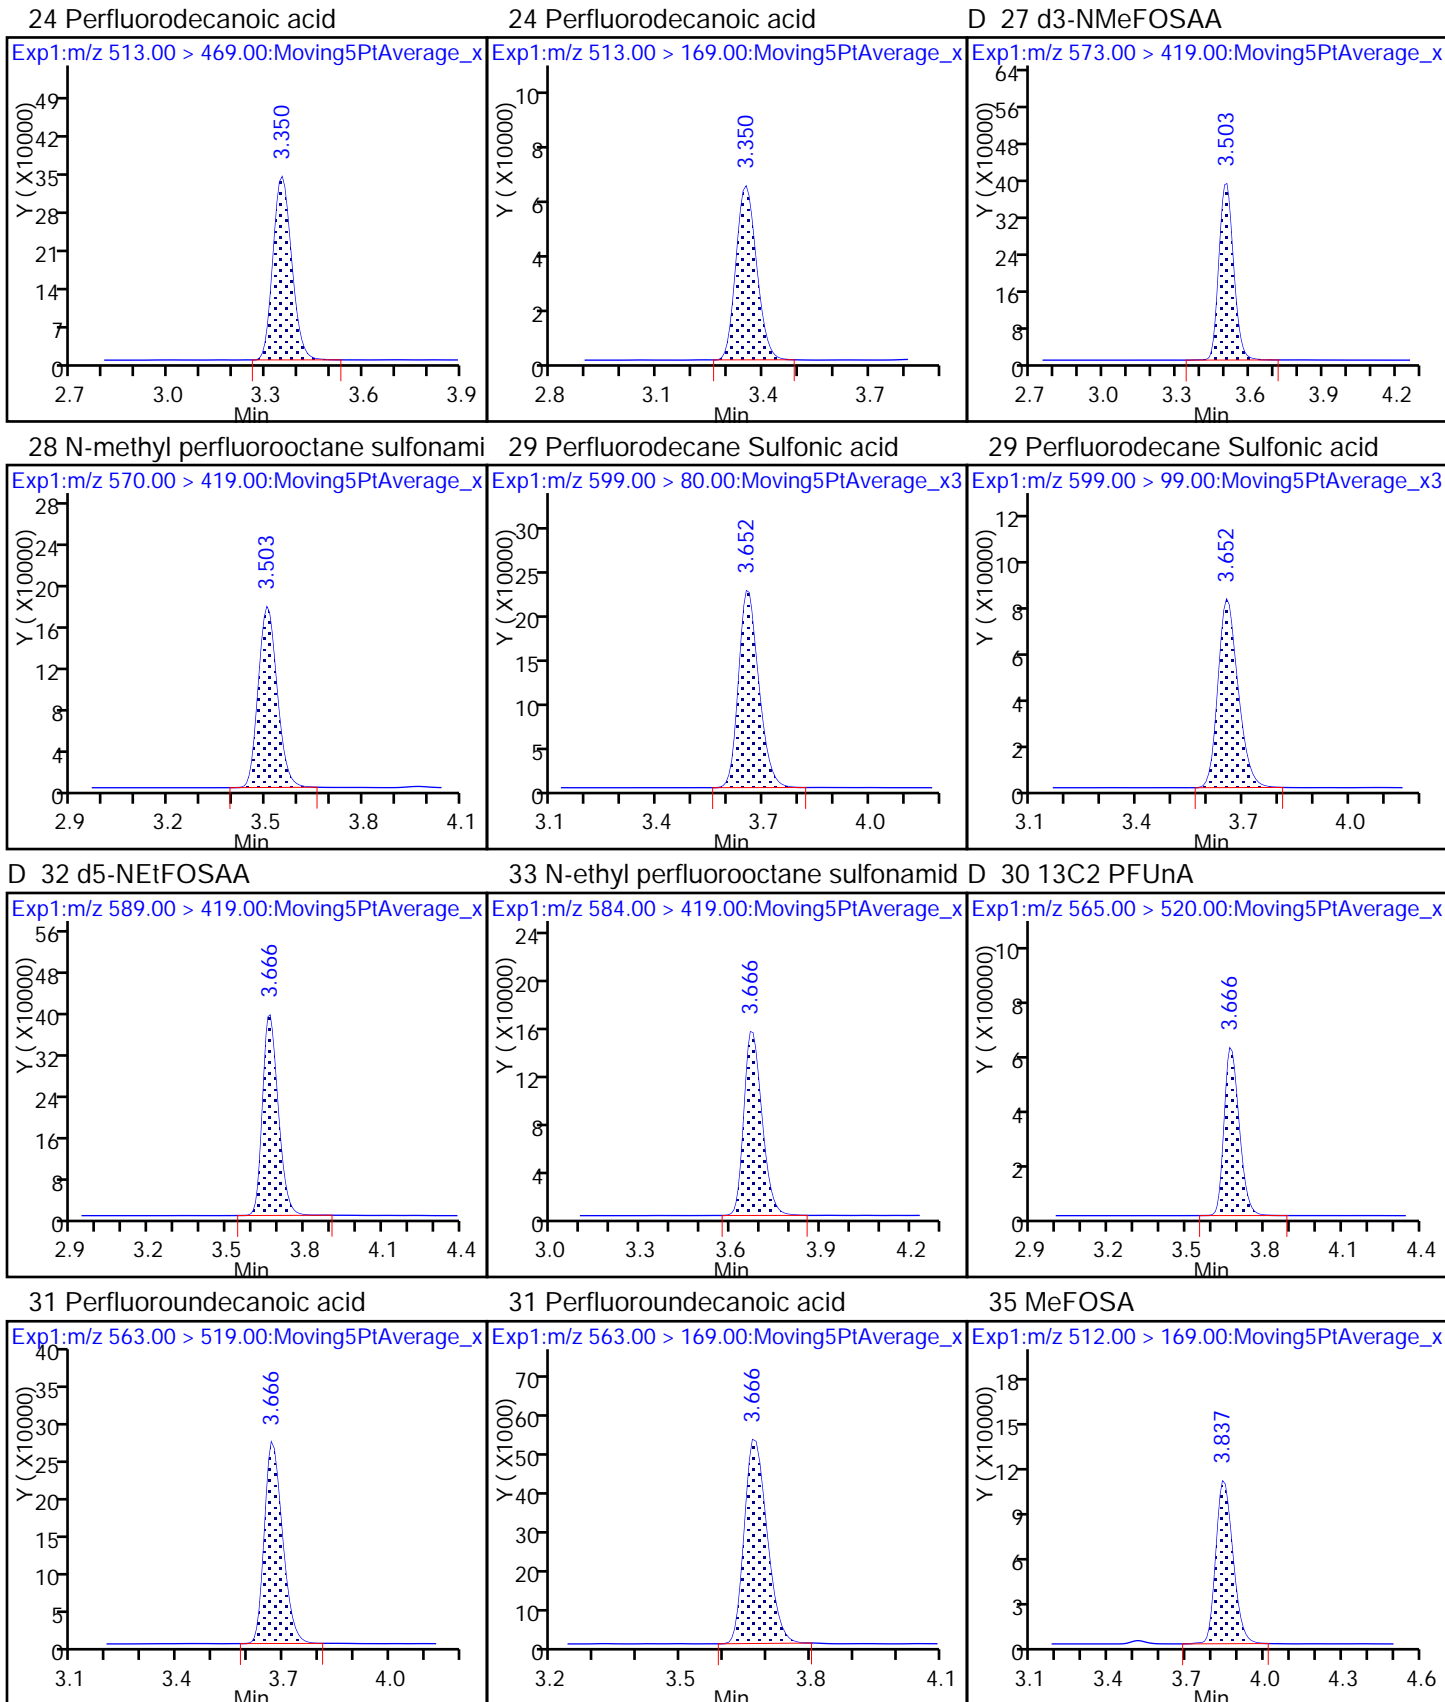 24 Perfluorodecanoic acid
Exp1:m/z 513.00 > 469.00:Moving5PtAverage_x
Y ( X10000)
49
42
35
28
21
14
7
0
3.350
2.7 3.0 3.3 3.6 3.9
Min
24 Perfluorodecanoic acid
Exp1:m/z 513.00 > 169.00:Moving5PtAverage_x
Y ( X10000)
10
8
6
4
2
0
3.350
2.8 3.1 3.4 3.7
Min
D 27 d3-NMeFOSAA
Exp1:m/z 573.00 > 419.00:Moving5PtAverage_x
Y ( X10000)
64
56
48
40
32
24
16
8
0
3.503
2.7 3.0 3.3 3.6 3.9 4.2
Min
28 N-methyl perfluorooctane sulfonami
Exp1:m/z 570.00 > 419.00:Moving5PtAverage_x
Y ( X10000)
28
24
20
16
12
8
4
0
3.503
2.9 3.2 3.5 3.8 4.1
Min
29 Perfluorodecane Sulfonic acid
Exp1:m/z 599.00 > 80.00:Moving5PtAverage_x3
Y ( X10000)
30
25
20
15
10
5
0
3.652
3.1 3.4 3.7 4.0
Min
29 Perfluorodecane Sulfonic acid
Exp1:m/z 599.00 > 99.00:Moving5PtAverage_x3
Y ( X10000)
12
10
8
6
4
2
0
3.652
3.1 3.4 3.7 4.0
Min
D 32 d5-NEtFOSAA
Exp1:m/z 589.00 > 419.00:Moving5PtAverage_x
Y ( X10000)
56
48
40
32
24
16
8
0
3.666
2.9 3.2 3.5 3.8 4.1 4.4
Min
33 N-ethyl perfluorooctane sulfonamid
Exp1:m/z 584.00 > 419.00:Moving5PtAverage_x
Y ( X10000)
24
20
16
12
8
4
0
3.666
3.0 3.3 3.6 3.9 4.2
Min
D 30 13C2 PFUnA
Exp1:m/z 565.00 > 520.00:Moving5PtAverage_x
Y ( X100000)
10
8
6
4
2
0
3.666
2.9 3.2 3.5 3.8 4.1 4.4
Min
31 Perfluoroundecanoic acid
Exp1:m/z 563.00 > 519.00:Moving5PtAverage_x
Y ( X10000)
40
35
30
25
20
15
10
5
0
3.666
3.1 3.4 3.7 4.0
Min
31 Perfluoroundecanoic acid
Exp1:m/z 563.00 > 169.00:Moving5PtAverage_x
Y ( X1000)
70
60
50
40
30
20
10
0
3.666
3.2 3.5 3.8 4.1
Min
35 MeFOSA
Exp1:m/z 512.00 > 169.00:Moving5PtAverage_x
Y ( X10000)
18
15
12
9
6
3
0
3.837
3.1 3.4 3.7 4.0 4.3 4.6
Min